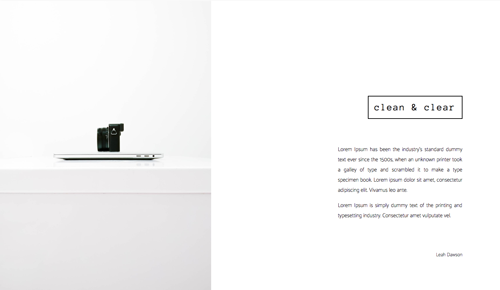 clean & clear
Lorem Ipsum has been the industry's standard dummy
text ever since the 1500s, when an unknown printer took
a galley of type and scrambled it to make a type
specimen book. Lorem ipsum dolor sit amet, consectetur
adipiscing elit. Vivamus leo ante,
Lorem Ipsum is simply dummy text of the printing and
typesetting industry. Consectetur amet vulputate vel.
Leah Dawson